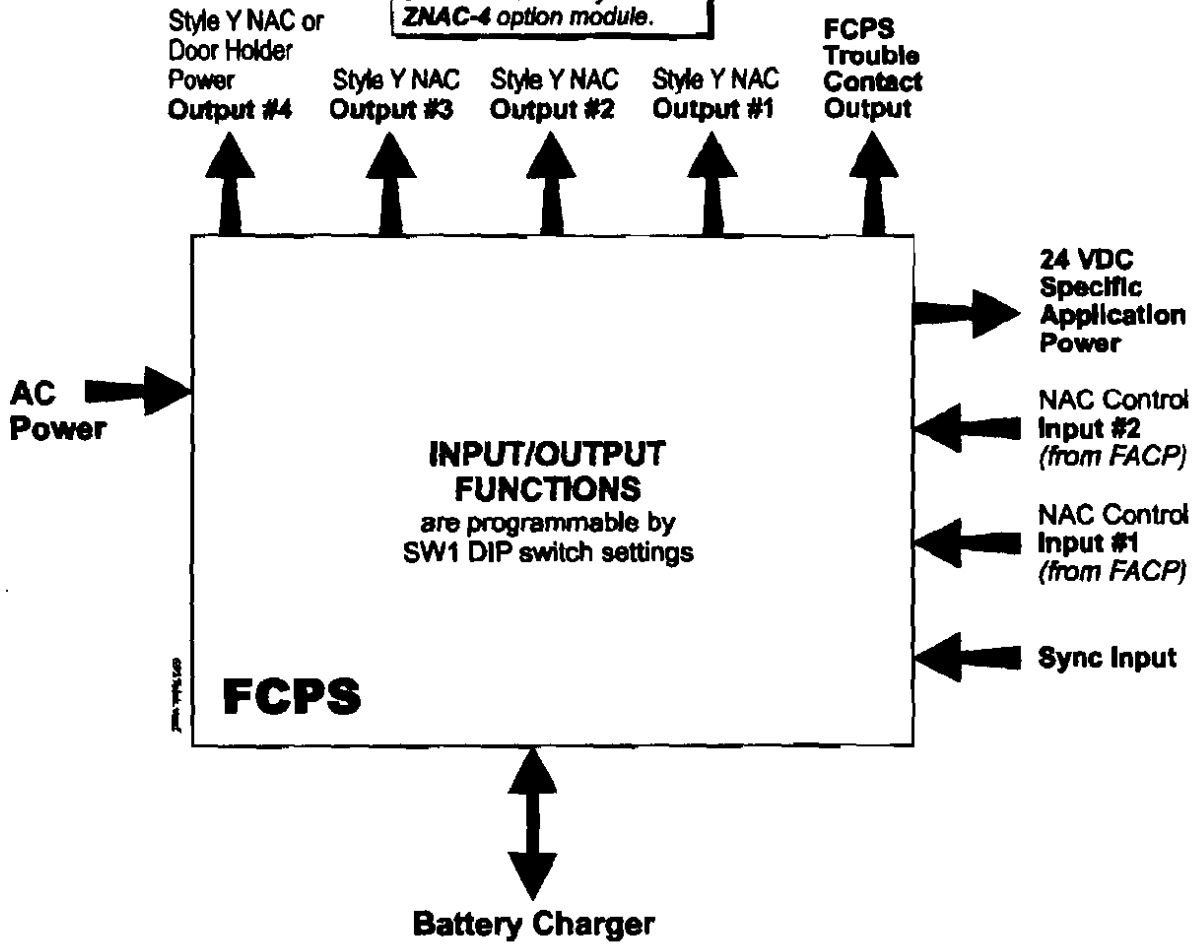 ZNAC-4 option module.
Style Y NAC or
Door Holder
Power
Output #4
Style Y NAC
Output #3
Style Y NAC
Output #2
Style Y NAC
Output #1
FCPS
Trouble
Contact
Output
24 VDC
Specific
Application
Power
AC
Power
NAC Control
Input #2
(from FACP)
INPUT/OUTPUT
FUNCTIONS
are programmable by
SW1 DIP switch settings
NAC Control
Input #1
(from FACP)
Sync Input
FCPS
Battery Charger